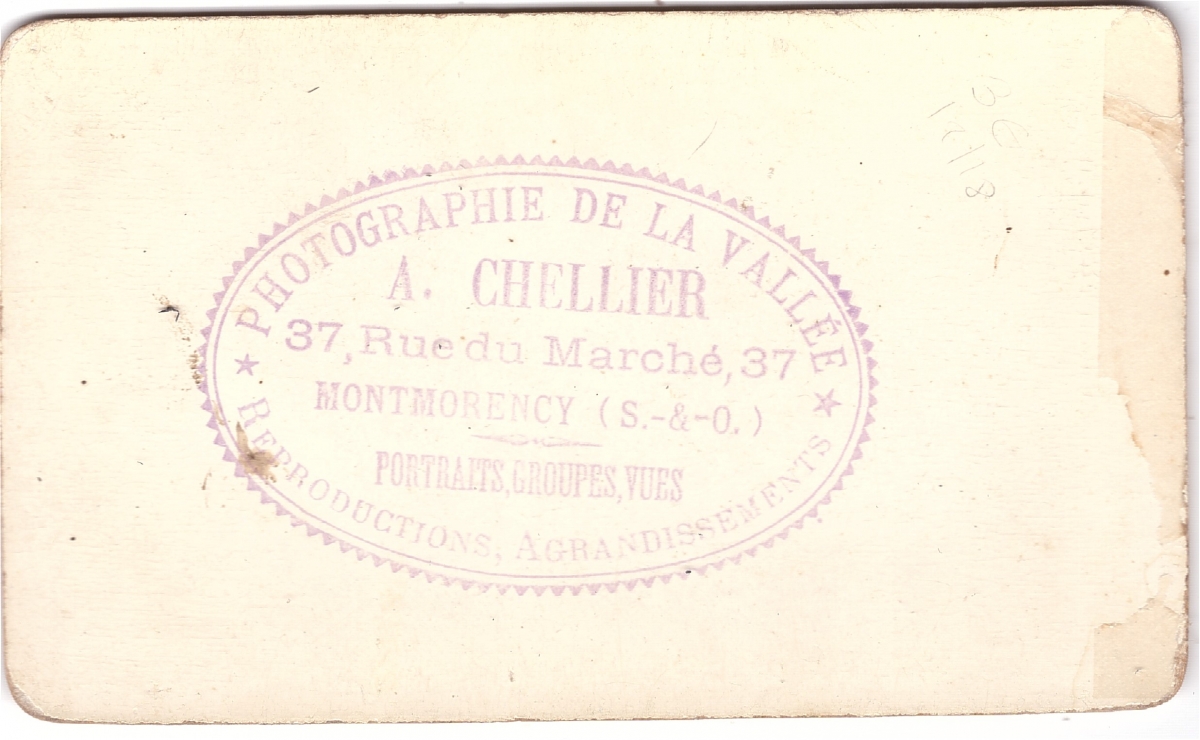 PHOTOGRAPHIE DE LA VALLÉE
A. CHELLIER
37, Rue du Marché, 37
MONTMORENCY (S.-&-O.)
PORTRAITS, GROUPES, VUES
REPRODUCTIONS, AGRANDISSEMENTS